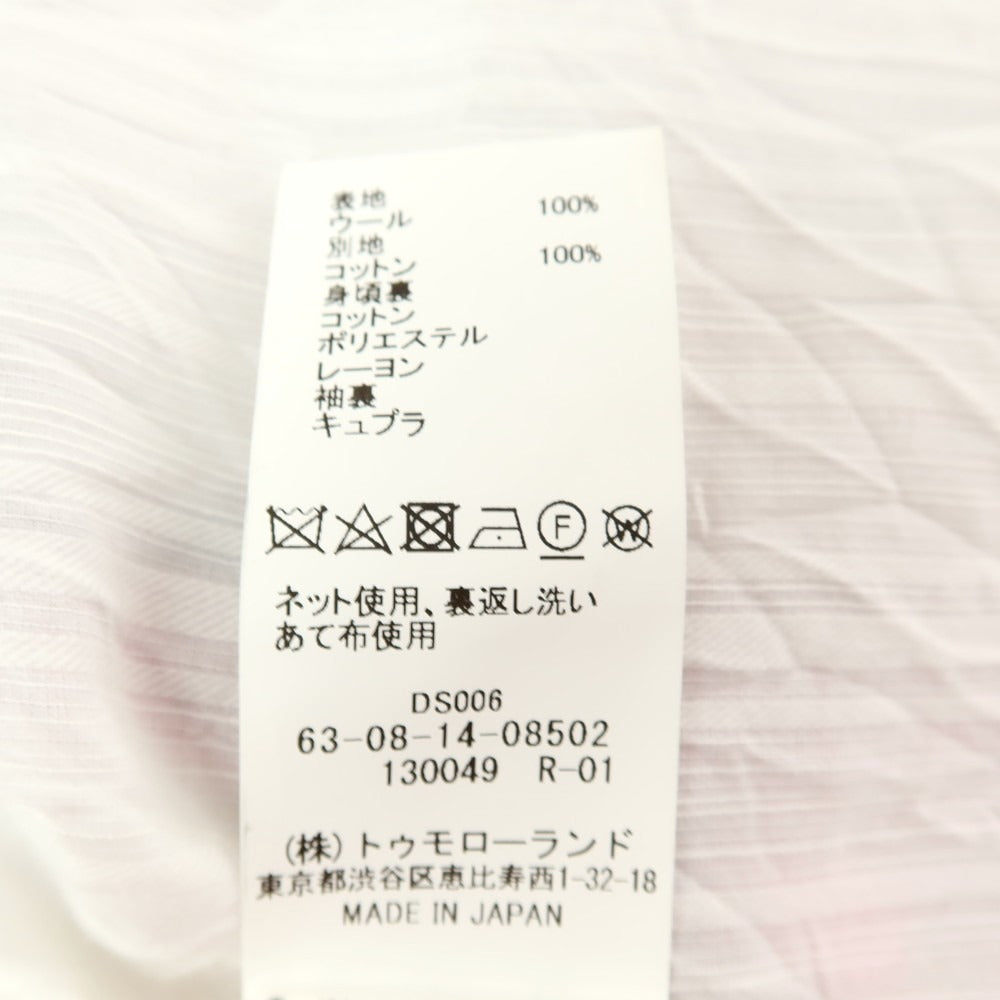 表地
ウール 100%
別地
コットン 100%
身頃裏
コットン
ポリエステル
レーヨン
袖裏
キュプラ
F W
ネット使用、裏返し洗い
あて布使用
DS006
63-08-14-08502
130049 R-01
(株)トゥモローランド
東京都渋谷区恵比寿西1-32-18
MADE IN JAPAN